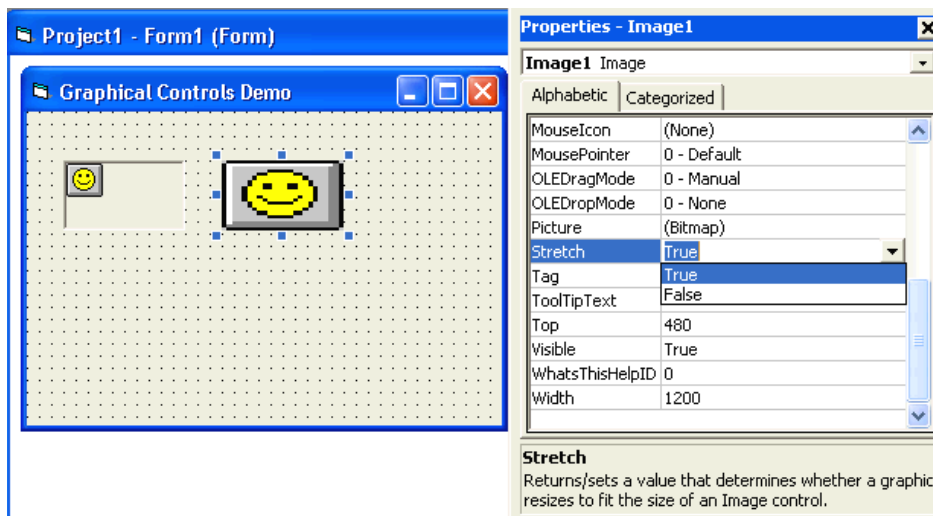 Project1 - Form1 (Form)
Graphical Controls Demo
Properties - Image1
Image1 Image
Alphabetic Categorized
MouseIcon (None)
MousePointer 0 - Default
OLEDragMode 0 - Manual
OLEDropMode 0 - None
Picture (Bitmap)
Stretch True
Tag True
ToolTipText False
Top 480
Visible True
WhatsThisHelpID 0
Width 1200
Stretch
Returns/sets a value that determines whether a graphic
resizes to fit the size of an Image control.